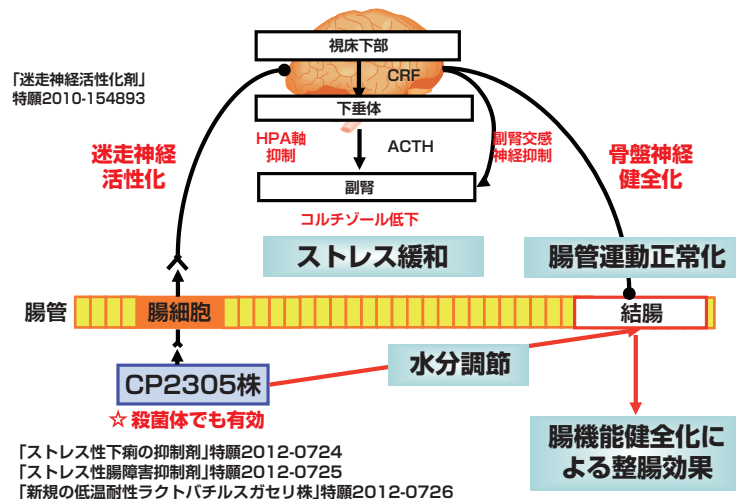 視床下部
CRF
「迷走神経活性化剤」
特願2010-154893
下垂体
HPA軸
抑制
ACTH
副腎交感
神経抑制
迷走神経
活性化
骨盤神経
健全化
副腎
コルチゾール低下
ストレス緩和
腸管運動正常化
腸管
腸細胞
結腸
CP2305株
水分調節
☆殺菌体でも有効
腸機能健全化に
よる整腸効果
「ストレス性下痢の抑制剤」特願2012-0724
「ストレス性腸障害抑制剤」特願2012-0725
「新規の低温耐性ラクトバチルスガセリ株」特願2012-0726